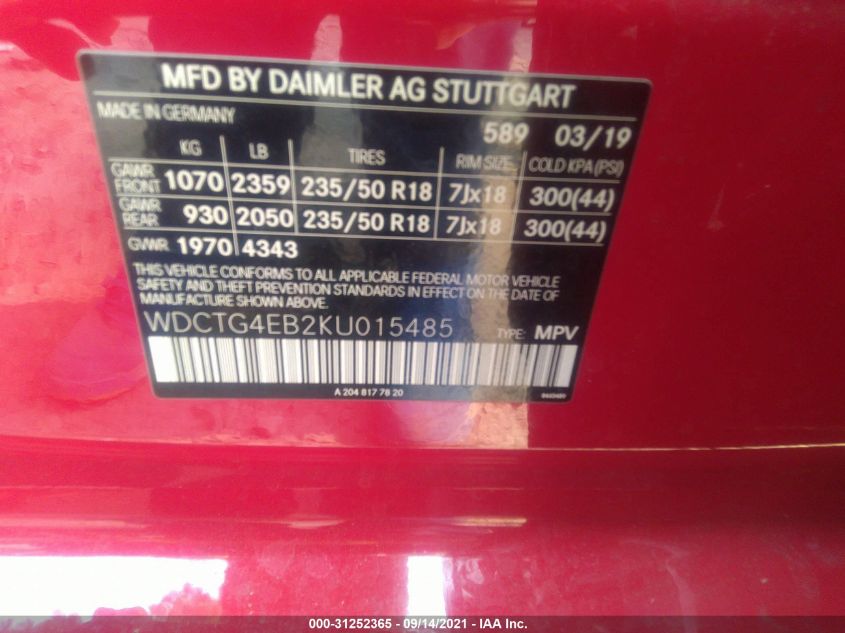 MFD BY DAIMLER AG STUTTGART
MADE IN GERMANY
589 03/19
KG LB TIRES RIM SIZE COLD KPA (PSI)
GAWR FRONT 1070 2359 235/50 R18 7Jx18 300(44)
GAWR REAR 930 2050 235/50 R18 7Jx18 300(44)
GVWR 1970 4343
THIS VEHICLE CONFORMS TO ALL APPLICABLE FEDERAL MOTOR VEHICLE
SAFETY AND THEFT PREVENTION STANDARDS IN EFFECT ON THE DATE OF
MANUFACTURE SHOWN ABOVE.
WDCTG4EB2KU015485 TYPE: MPV
A 204 817 78 20
000-31252365 - 09/14/2021 - IAA Inc.